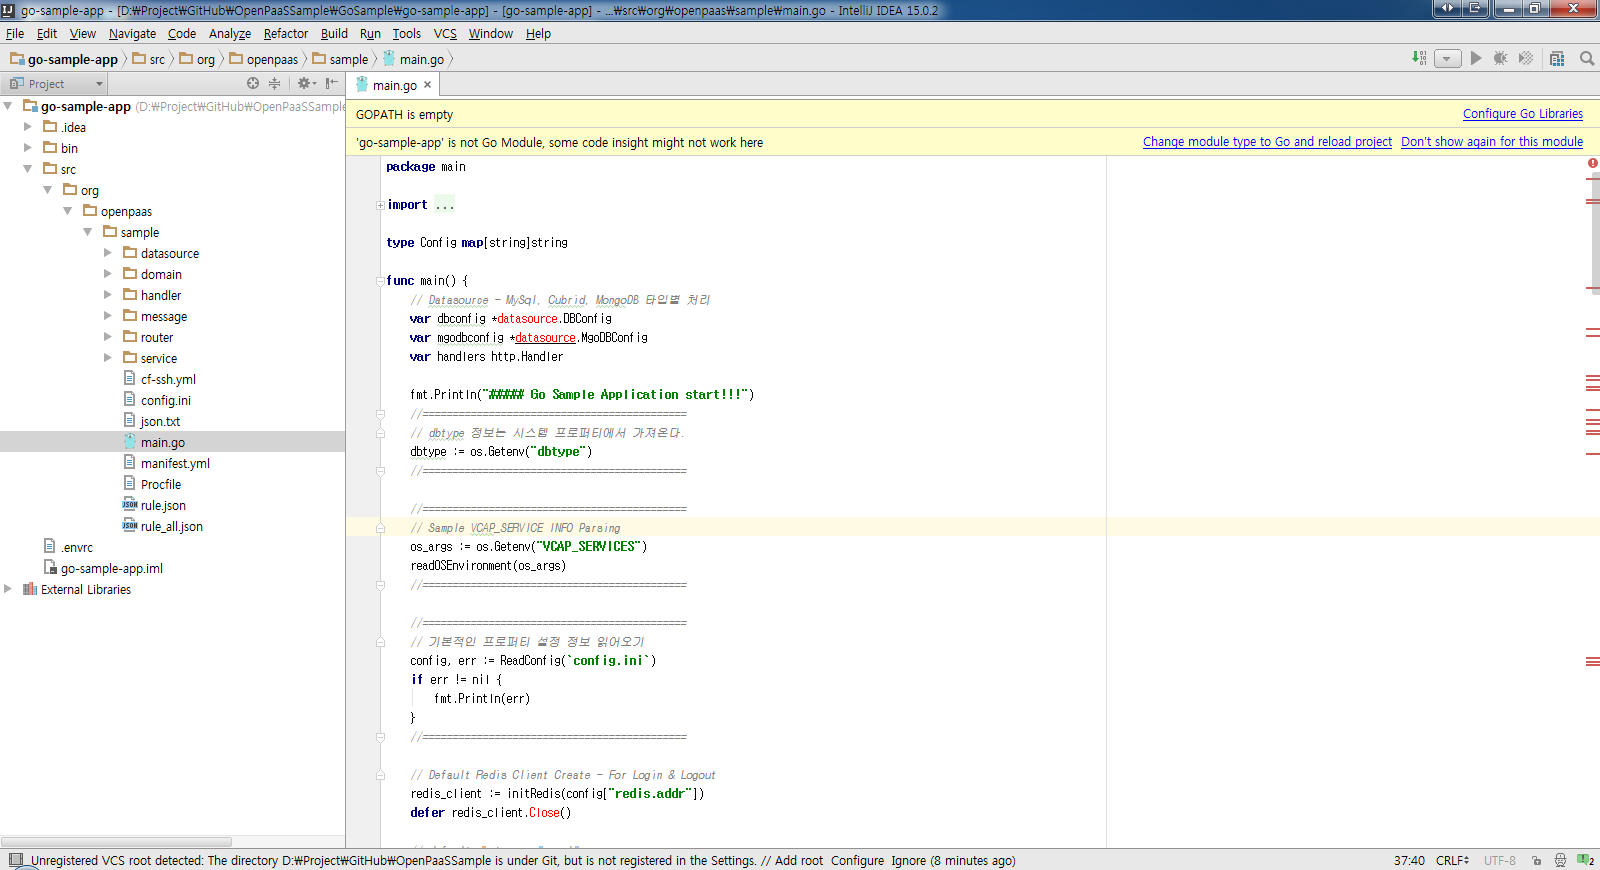 go-sample-app - [D:₩Project₩GitHub₩OpenPaaSSample₩GoSample₩go-sample-app] - [go-sample-app] - ...₩src₩org₩openpaas₩sample₩main.go - IntelliJ IDEA 15.0.2
File Edit View Navigate Code Analyze Refactor Build Run Tools VCS Window Help
go-sample-app src org openpaas sample main.go
Project
main.go
go-sample-app (D:₩Project₩GitHub₩OpenPaaSSample
.idea
bin
src
org
openpaas
sample
datasource
domain
handler
message
router
service
cf-ssh.yml
config.ini
json.txt
main.go
manifest.yml
Procfile
rule.json
rule_all.json
.envrc
go-sample-app.iml
External Libraries
GOPATH is empty Configure Go Libraries
'go-sample-app' is not Go Module, some code insight might not work here Change module type to Go and reload project Don't show again for this module
package main
import ...
type Config map[string]string
func main() {
// Datasource - MySql, Cubrid, MongoDB 타입별 처리
var dbconfig *datasource.DBConfig
var mgodbconfig *datasource.MgoDBConfig
var handlers http.Handler
fmt.Println("##### Go Sample Application start!!!")
//============================================
// dbtype 정보는 시스템 프로퍼티에서 가져온다.
dbtype := os.Getenv("dbtype")
//============================================
//============================================
// Sample VCAP_SERVICE INFO Parsing
os_args := os.Getenv("VCAP_SERVICES")
readOSEnvironment(os_args)
//============================================
//============================================
// 기본적인 프로퍼티 설정 정보 읽어오기
config, err := ReadConfig(`config.ini`)
if err != nil {
fmt.Println(err)
}
//============================================
// Default Redis Client Create - For Login & Logout
redis_client := initRedis(config["redis.addr"])
defer redis_client.Close()
Unregistered VCS root detected: The directory D:₩Project₩GitHub₩OpenPaaSSample is under Git, but is not registered in the Settings. // Add root Configure Ignore (8 minutes ago) 37:40 CRLF UTF-8 2